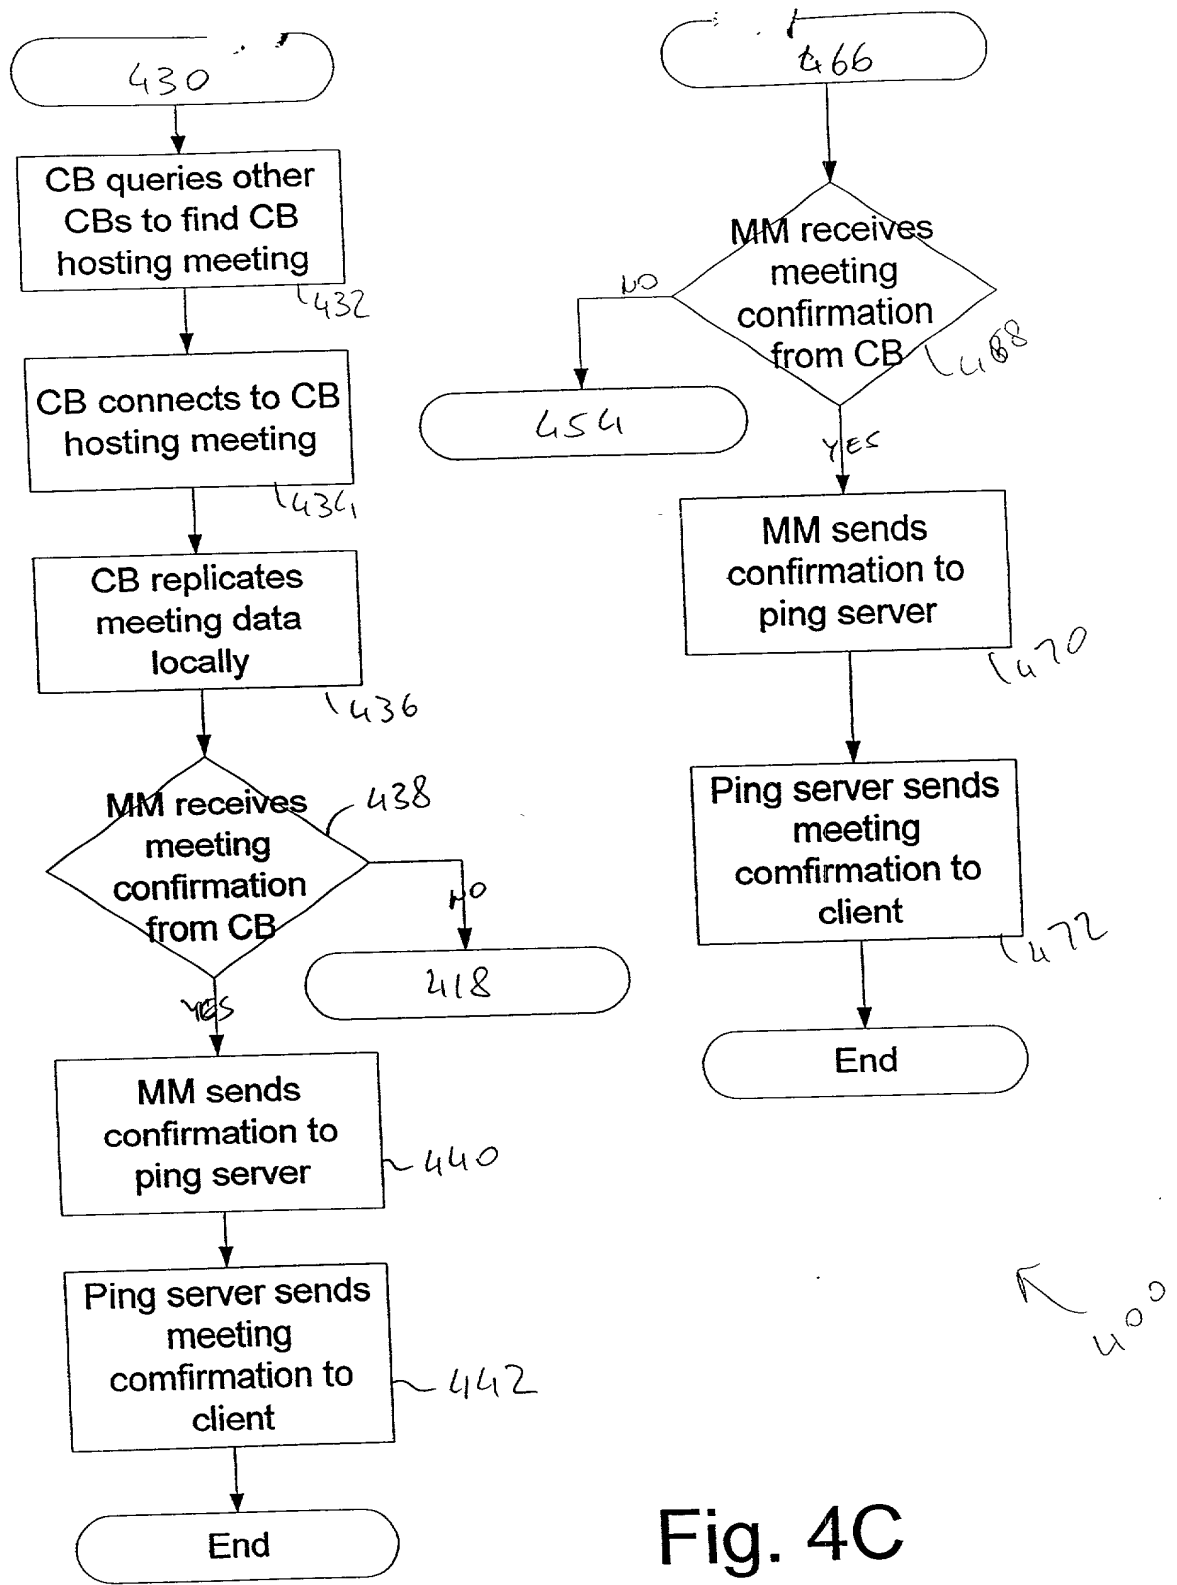 430
CB queries other
CBs to find CB
hosting meeting
432
CB connects to CB
hosting meeting
434
CB replicates
meeting data
locally
436
MM receives
meeting
confirmation
from CB
438
NO
418
YES
MM sends
confirmation to
ping server
440
Ping server sends
meeting
comfirmation to
client
442
End
466
MM receives
meeting
confirmation
from CB
468
NO
454
YES
MM sends
confirmation to
ping server
470
Ping server sends
meeting
comfirmation to
client
472
End
400
Fig. 4C